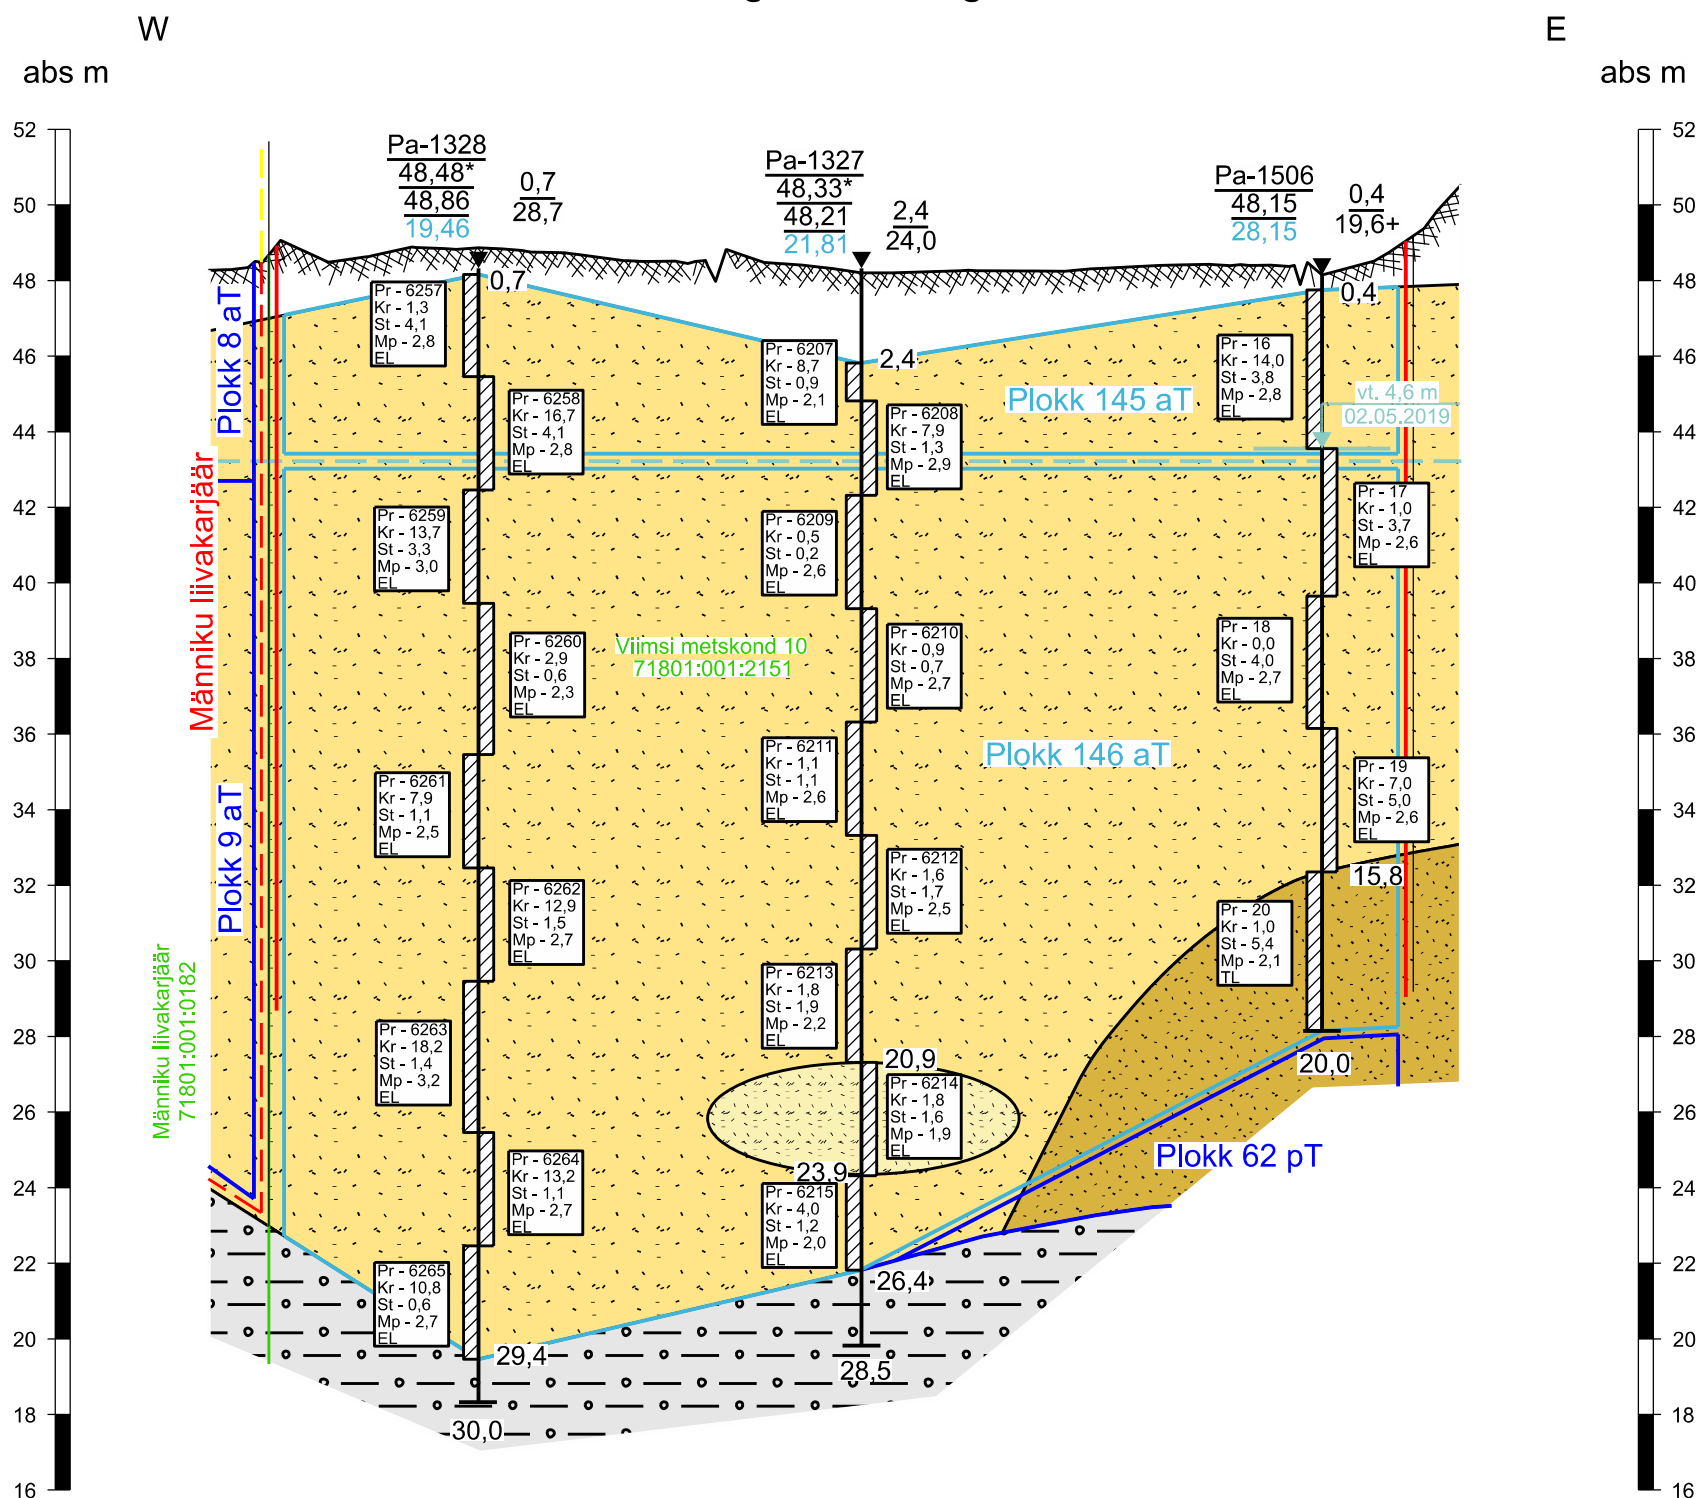 W
E
abs m
abs m
52
50
48
46
44
42
40
38
36
34
32
30
28
26
24
22
20
18
16
52
50
48
46
44
42
40
38
36
34
32
30
28
26
24
22
20
18
16
Pa-1328
48,48*
48,86
19,46
0,7
28,7
Pa-1327
48,33*
48,21
21,81
2,4
24,0
Pa-1506
48,15
28,15
0,4
19,6+
Plokk 8 aT
Männiku liivakarjäär
Plokk 9 aT
Männiku liivakarjäär
71801:001:0182
0,7
Pr - 6257
Kr - 1,3
St - 4,1
Mp - 2,8
EL
Pr - 6258
Kr - 16,7
St - 4,1
Mp - 2,8
EL
Pr - 6259
Kr - 13,7
St - 3,3
Mp - 3,0
EL
Pr - 6260
Kr - 2,9
St - 0,6
Mp - 2,3
EL
Pr - 6261
Kr - 7,9
St - 1,1
Mp - 2,5
EL
Pr - 6262
Kr - 12,9
St - 1,5
Mp - 2,7
EL
Pr - 6263
Kr - 18,2
St - 1,4
Mp - 3,2
EL
Pr - 6264
Kr - 13,2
St - 1,1
Mp - 2,7
EL
Pr - 6265
Kr - 10,8
St - 0,6
Mp - 2,7
EL
29,4
30,0
Viimsi metskond 10
71801:001:2151
2,4
Pr - 6207
Kr - 8,7
St - 0,9
Mp - 2,1
EL
Pr - 6208
Kr - 7,9
St - 1,3
Mp - 2,9
EL
Pr - 6209
Kr - 0,5
St - 0,2
Mp - 2,6
EL
Pr - 6210
Kr - 0,9
St - 0,7
Mp - 2,7
EL
Pr - 6211
Kr - 1,1
St - 1,1
Mp - 2,6
EL
Pr - 6212
Kr - 1,6
St - 1,7
Mp - 2,5
EL
Pr - 6213
Kr - 1,8
St - 1,9
Mp - 2,2
EL
20,9
Pr - 6214
Kr - 1,8
St - 1,6
Mp - 1,9
EL
23,9
Pr - 6215
Kr - 4,0
St - 1,2
Mp - 2,0
EL
26,4
28,5
Plokk 145 aT
Plokk 146 aT
0,4
Pr - 16
Kr - 14,0
St - 3,8
Mp - 2,8
EL
vt. 4,6 m
02.05.2019
Pr - 17
Kr - 1,0
St - 3,7
Mp - 2,6
EL
Pr - 18
Kr - 0,0
St - 4,0
Mp - 2,7
EL
Pr - 19
Kr - 7,0
St - 5,0
Mp - 2,6
EL
15,8
Pr - 20
Kr - 1,0
St - 5,4
Mp - 2,1
TL
20,0
Plokk 62 pT